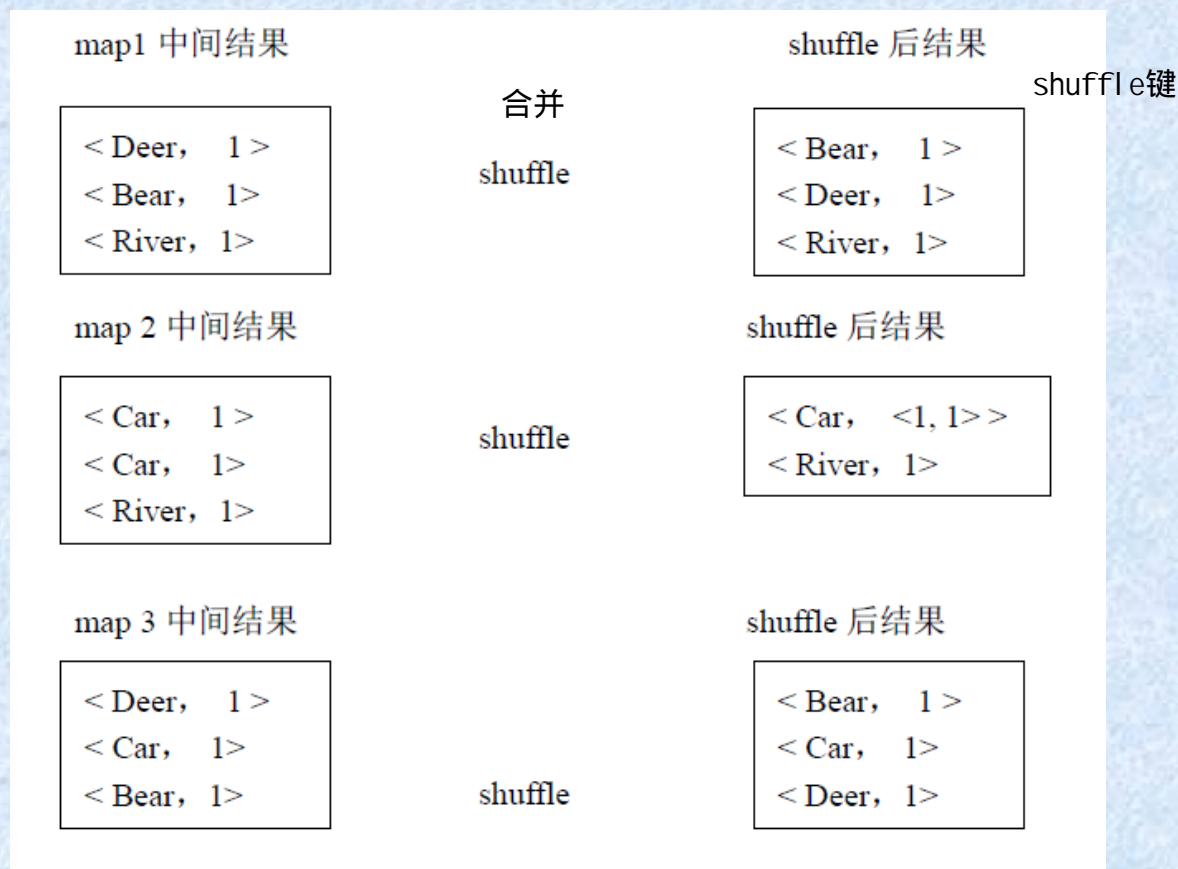 map1 中间结果
shuffle 后结果
shuffle键
合并
< Deer， 1 >
< Bear， 1>
< River，1>
shuffle
< Bear， 1 >
< Deer， 1>
< River，1>
map 2 中间结果
shuffle 后结果
< Car， 1 >
< Car， 1>
< River，1>
shuffle
< Car， <1, 1> >
< River，1>
map 3 中间结果
shuffle 后结果
< Deer， 1 >
< Car， 1>
< Bear，1>
shuffle
< Bear， 1 >
< Car， 1>
< Deer，1>